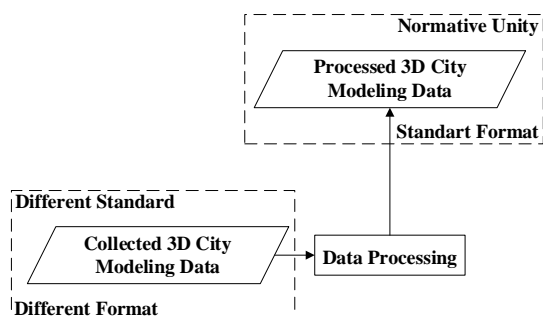 Normative Unity
Processed 3D City
Modeling Data
Standart Format
Different Standard
Collected 3D City
Modeling Data
Data Processing
Different Format